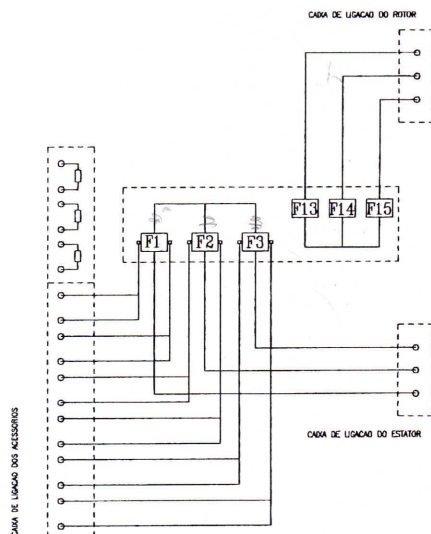 CAIXA DE LIGACAO DO ROTOR
F13 F14 F15
F1 F2 F3
CAIXA DE LIGACAO DO ESTATOR
CAIXA DE LIGACAO DOS ACESSORIOS